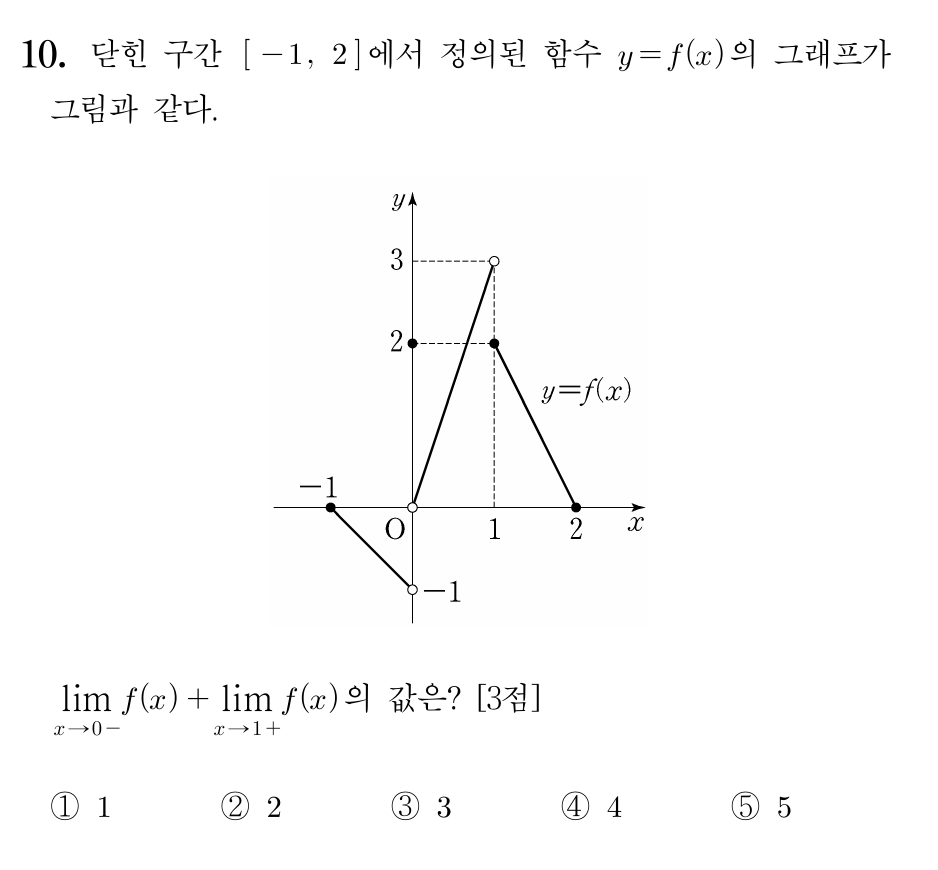 10. 닫힌 구간 [−1, 2]에서 정의된 함수 y=f(x)의 그래프가
그림과 같다.
y
3
2
y=f(x)
−1
O 1 2 x
−1
lim f(x)+lim f(x)의 값은? [3점]
x→0− x→1+
① 1 ② 2 ③ 3 ④ 4 ⑤ 5